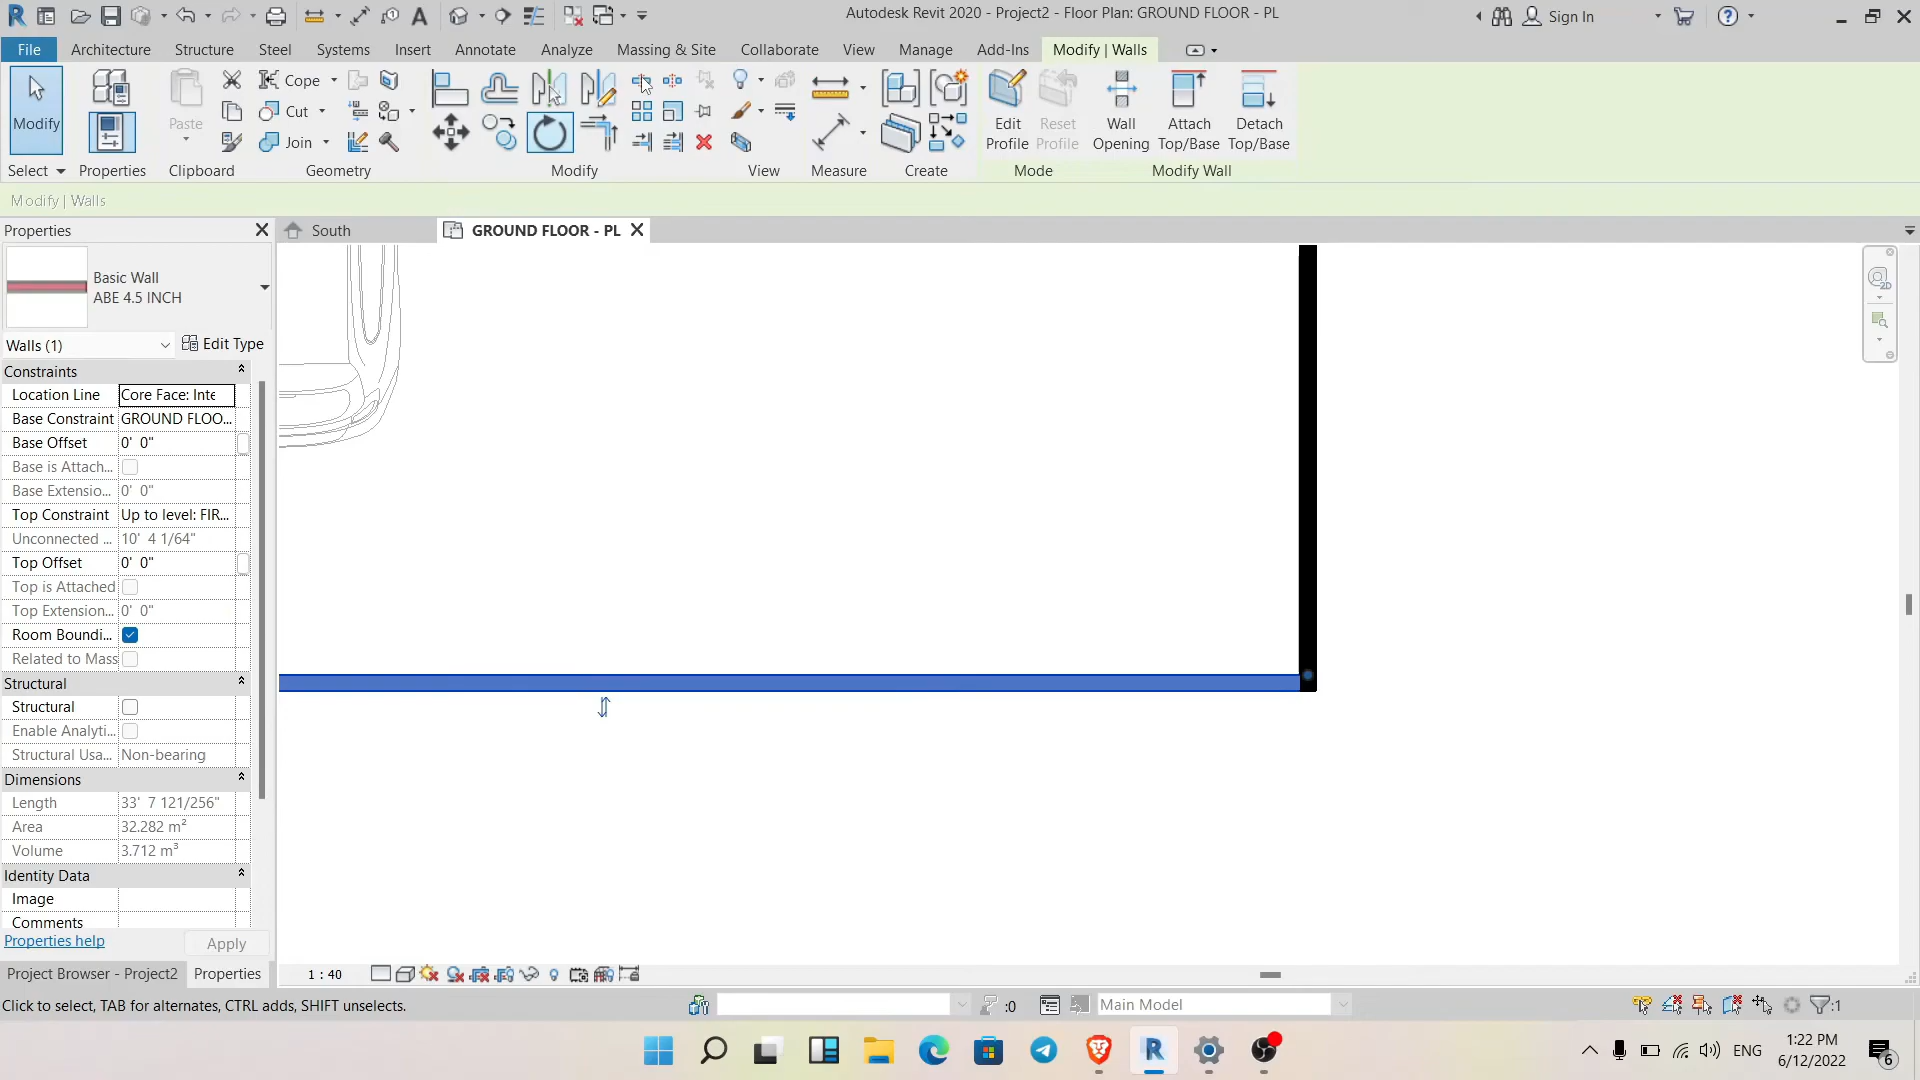 Autodesk Revit 2020 - Project2 - Floor Plan: GROUND FLOOR - PL
Sign In
File Architecture Structure Steel Systems Insert Annotate Analyze Massing & Site Collaborate View Manage Add-Ins Modify | Walls
Modify
Paste
Cope
Cut
Join
Edit Profile
Reset Profile
Wall Opening
Attach Top/Base
Detach Top/Base
Select Properties Clipboard Geometry Modify View Measure Create Mode Modify Wall
Modify | Walls
Properties
South
GROUND FLOOR - PL
Basic Wall
ABE 4.5 INCH
Walls (1)
Edit Type
Constraints
Location Line Core Face: Inte
Base Constraint GROUND FLOO...
Base Offset 0' 0"
Base is Attach...
Base Extensio... 0' 0"
Top Constraint Up to level: FIR...
Unconnected ... 10' 4 1/64"
Top Offset 0' 0"
Top is Attached
Top Extension... 0' 0"
Room Boundi...
Related to Mass
Structural
Structural
Enable Analyti...
Structural Usa... Non-bearing
Dimensions
Length 33' 7 121/256"
Area 32.282 m²
Volume 3.712 m³
Identity Data
Image
Comments
Properties help
Apply
Project Browser - Project2
Properties
1 : 40
Click to select, TAB for alternates, CTRL adds, SHIFT unselects.
:0
Main Model
:1
2D
ENG
1:22 PM
6/12/2022
6